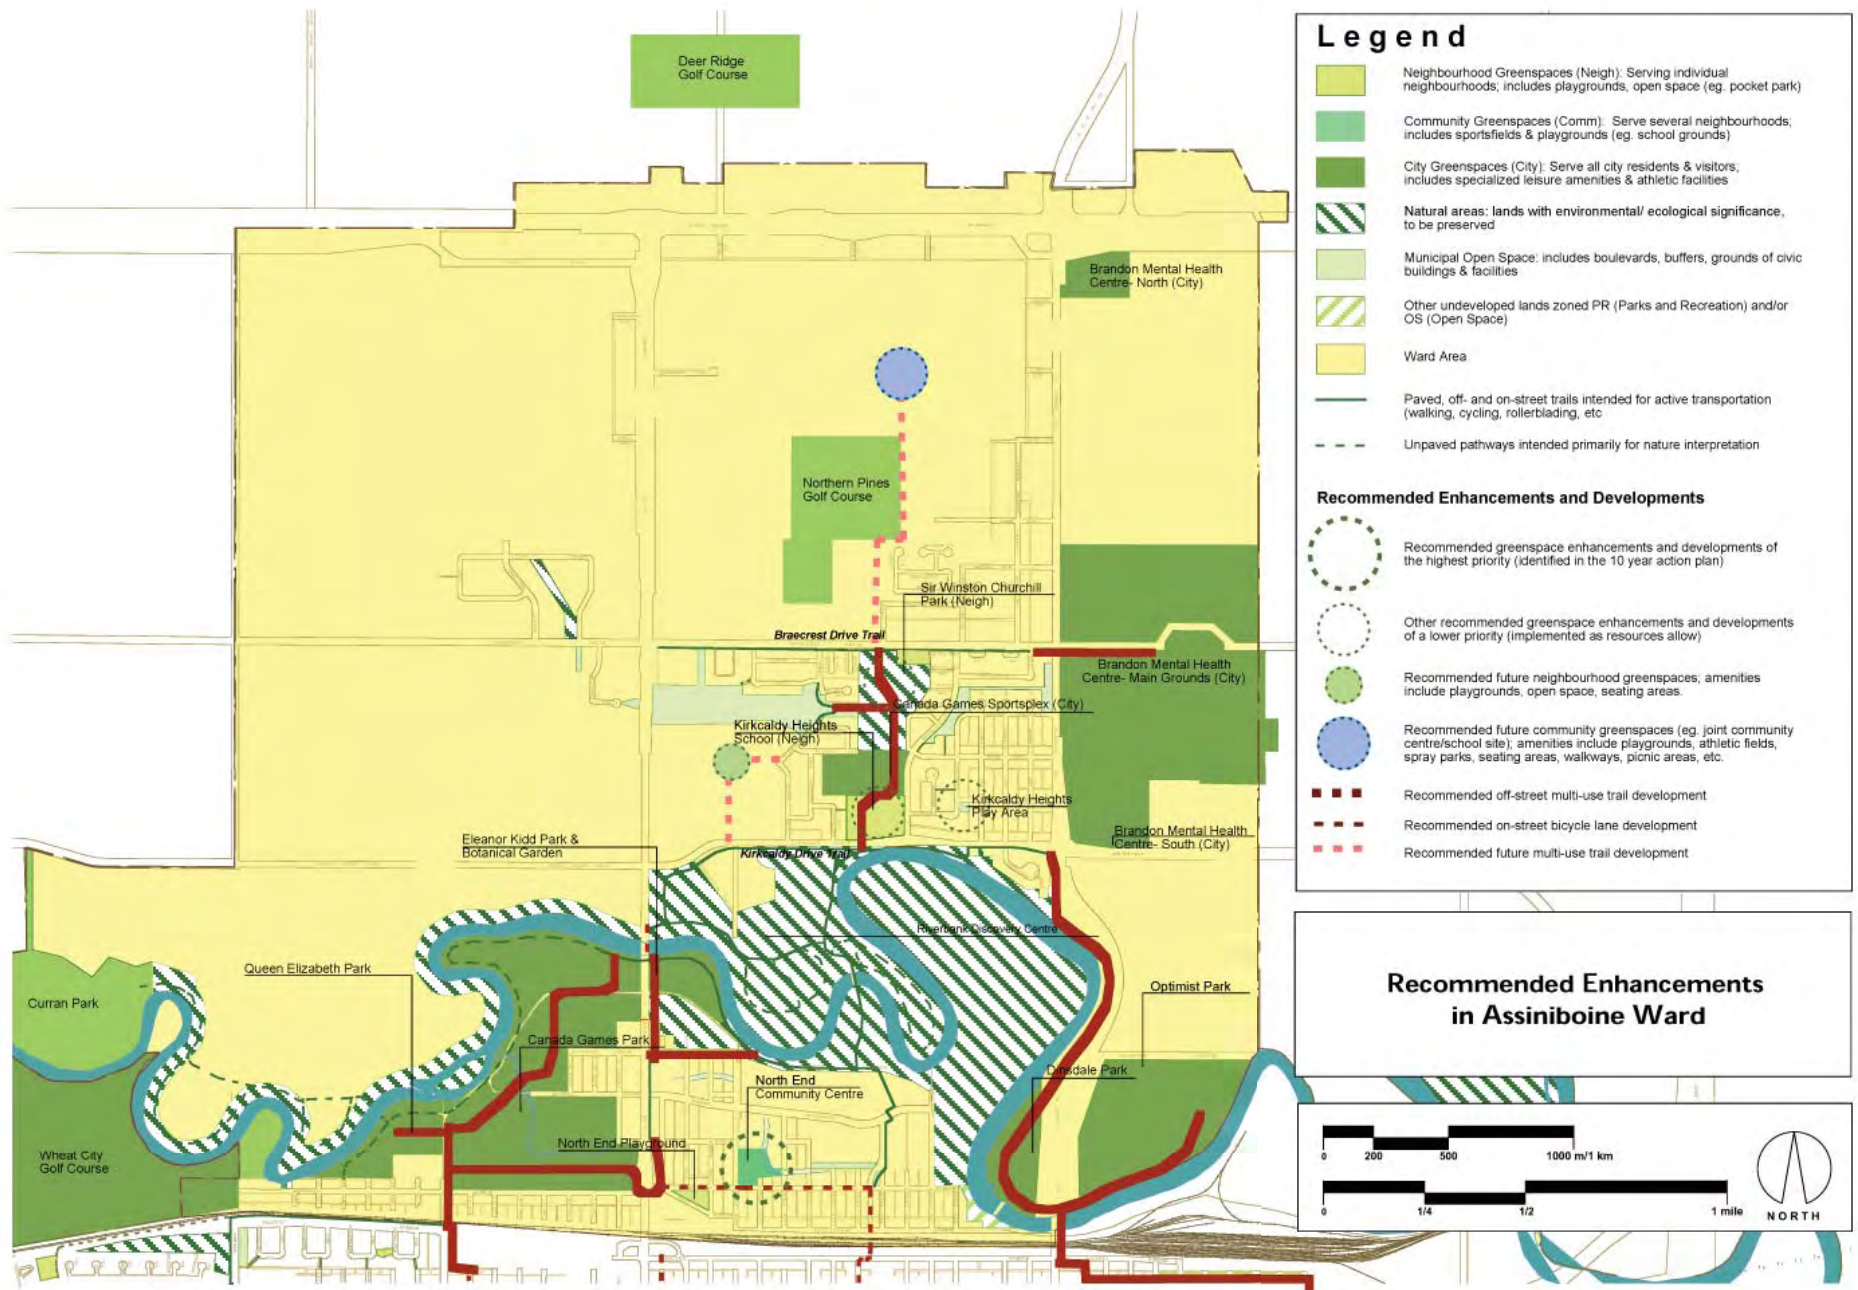 Deer Ridge
Golf Course
Brandon Mental Health
Centre- North (City)
Northern Pines
Golf Course
Sir Winston Churchill
Park (Neigh)
Braecrest Drive Trail
Brandon Mental Health
Centre- Main Grounds (City)
Canada Games Sportsplex (City)
Kirkcaldy Heights
School (Neigh)
Kirkcaldy Heights
Play Area
Brandon Mental Health
Centre- South (City)
Eleanor Kidd Park &
Botanical Garden
Kirkcaldy Drive Trail
Riverbank Discovery Centre
Queen Elizabeth Park
Optimist Park
Curran Park
Canada Games Park
Dinsdale Park
North End
Community Centre
North End Playground
Wheat City
Golf Course
Legend
Neighbourhood Greenspaces (Neigh): Serving individual
neighbourhoods; includes playgrounds, open space (eg. pocket park)
Community Greenspaces (Comm): Serve several neighbourhoods;
includes sportsfields & playgrounds (eg. school grounds)
City Greenspaces (City): Serve all city residents & visitors;
includes specialized leisure amenities & athletic facilities
Natural areas: lands with environmental/ ecological significance,
to be preserved
Municipal Open Space: includes boulevards, buffers, grounds of civic
buildings & facilities
Other undeveloped lands zoned PR (Parks and Recreation) and/or
OS (Open Space)
Ward Area
Paved, off- and on-street trails intended for active transportation
(walking, cycling, rollerblading, etc
Unpaved pathways intended primarily for nature interpretation
Recommended Enhancements and Developments
Recommended greenspace enhancements and developments of
the highest priority (identified in the 10 year action plan)
Other recommended greenspace enhancements and developments
of a lower priority (implemented as resources allow)
Recommended future neighbourhood greenspaces; amenities
include playgrounds, open space, seating areas.
Recommended future community greenspaces (eg. joint community
centre/school site); amenities include playgrounds, athletic fields,
spray parks, seating areas, walkways, picnic areas, etc.
Recommended off-street multi-use trail development
Recommended on-street bicycle lane development
Recommended future multi-use trail development
Recommended Enhancements
in Assiniboine Ward
0 200 500 1000 m/1 km
0 1/4 1/2 1 mile
NORTH